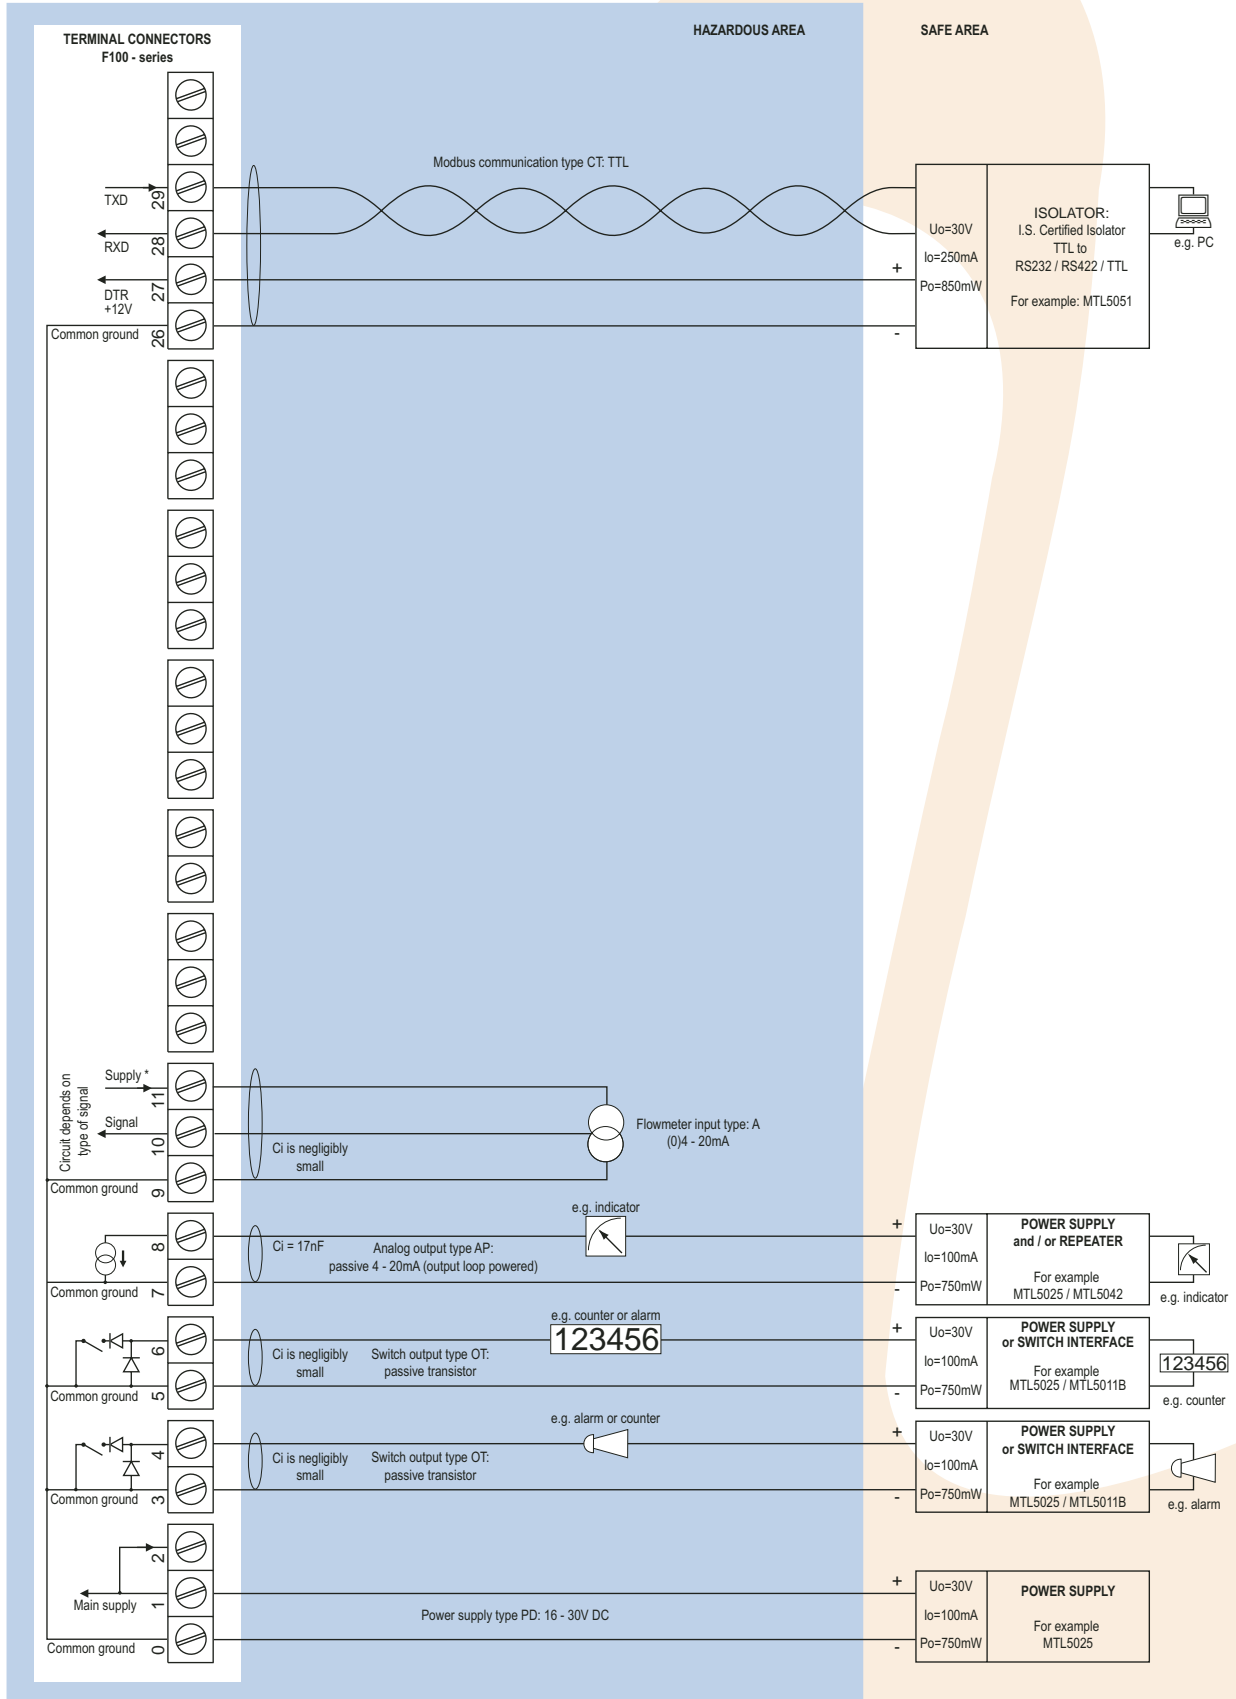 HAZARDOUS AREA
SAFE AREA
TERMINAL CONNECTORS
F100 - series
Modbus communication type CT: TTL
TXD
29
RXD
28
DTR
+12V
27
Common ground
26
+
-
Uo=30V
Io=250mA
Po=850mW
ISOLATOR:
I.S. Certified Isolator
TTL to
RS232 / RS422 / TTL
For example: MTL5051
e.g. PC
Circuit depends on
type of signal
Supply *
11
Signal
10
Common ground
9
Ci is negligibly
small
Flowmeter input type: A
(0)4 - 20mA
8
Common ground
7
Ci = 17nF
Analog output type AP:
passive 4 - 20mA (output loop powered)
e.g. indicator
+
-
Uo=30V
Io=100mA
Po=750mW
POWER SUPPLY
and / or REPEATER
For example
MTL5025 / MTL5042
e.g. indicator
6
Common ground
5
Ci is negligibly
small
Switch output type OT:
passive transistor
e.g. counter or alarm
123456
+
-
Uo=30V
Io=100mA
Po=750mW
POWER SUPPLY
or SWITCH INTERFACE
For example
MTL5025 / MTL5011B
123456
e.g. counter
4
Common ground
3
Ci is negligibly
small
Switch output type OT:
passive transistor
e.g. alarm or counter
+
-
Uo=30V
Io=100mA
Po=750mW
POWER SUPPLY
or SWITCH INTERFACE
For example
MTL5025 / MTL5011B
e.g. alarm
2
Main supply
1
Common ground
0
Power supply type PD: 16 - 30V DC
+
-
Uo=30V
Io=100mA
Po=750mW
POWER SUPPLY
For example
MTL5025